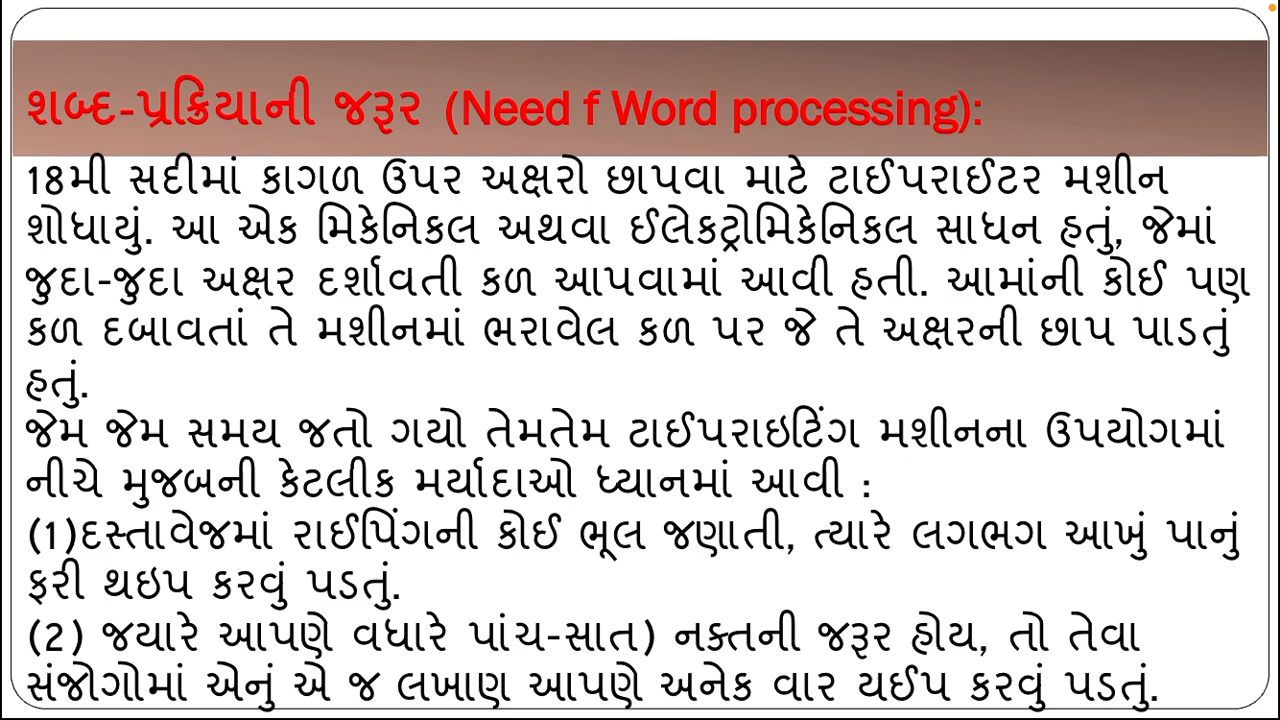 શબ્દ-પ્રક્રિયાની જરૂર (Need f Word processing):
18મી સદીમાં કાગળ ઉપર અક્ષરો છાપવા માટે ટાઈપરાઈટર મશીન
શોધાયું. આ એક મિકેનિકલ અથવા ઈલેકટ્રોમિકેનિકલ સાધન હતું, જેમાં
જુદા-જુદા અક્ષર દર્શાવતી કળ આપવામાં આવી હતી. આમાંની કોઈ પણ
કળ દબાવતાં તે મશીનમાં ભરાવેલ કળ પર જે તે અક્ષરની છાપ પાડતું
હતું.
જેમ જેમ સમય જતો ગયો તેમતેમ ટાઈપરાઇટિંગ મશીનના ઉપયોગમાં
નીચે મુજબની કેટલીક મર્યાદાઓ ધ્યાનમાં આવી :
(1)દસ્તાવેજમાં રાઈપિંગની કોઈ ભૂલ જણાતી, ત્યારે લગભગ આખું પાનું
ફરી થઇપ કરવું પડતું.
(2) જયારે આપણે વધારે પાંચ-સાત) નક્તની જરૂર હોય, તો તેવા
સંજોગોમાં એનું એ જ લખાણ આપણે અનેક વાર યઈપ કરવું પડતું.